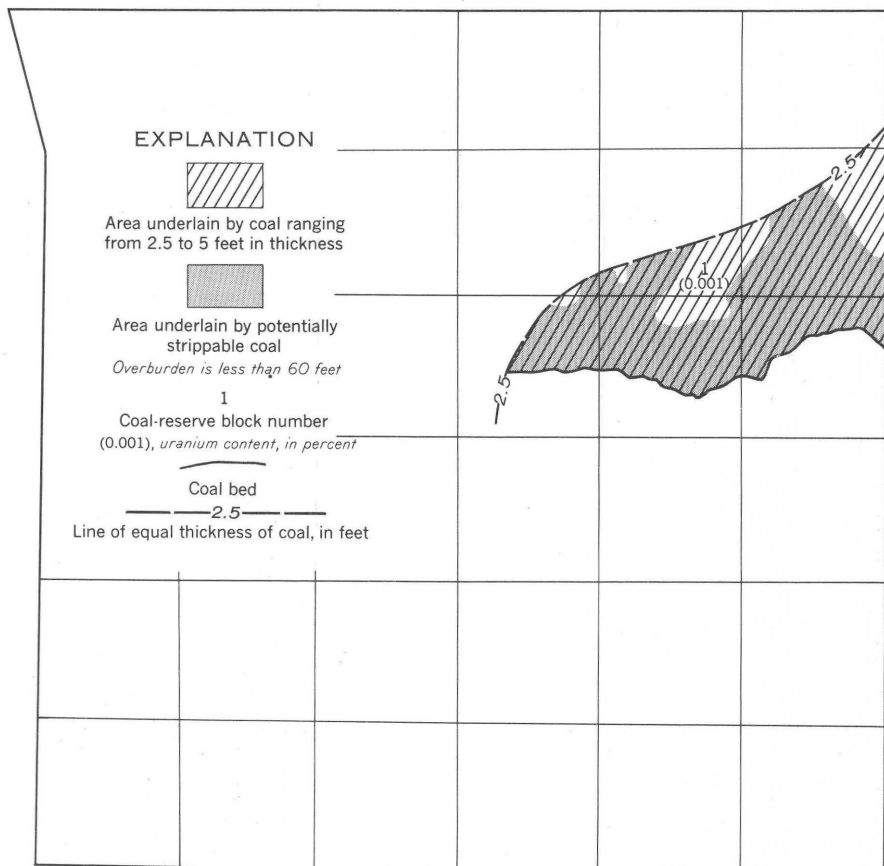 EXPLANATION
Area underlain by coal ranging
from 2.5 to 5 feet in thickness
Area underlain by potentially
strippable coal
Overburden is less than 60 feet
1
Coal-reserve block number
(0.001), uranium content, in percent
Coal bed
2.5
Line of equal thickness of coal, in feet
2.5
1
(0.001)
2.5